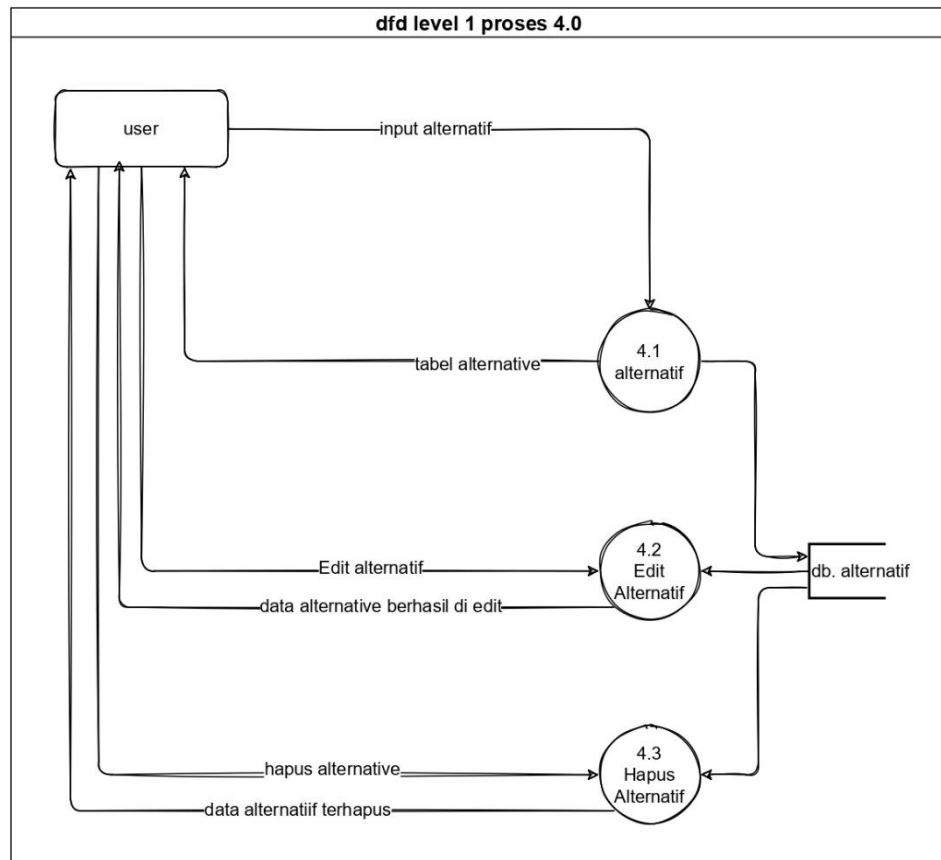 dfd level 1 proses 4.0
user
input alternatif
4.1
alternatif
tabel alternative
4.2
Edit
Alternatif
Edit alternatif
db. alternatif
data alternative berhasil di edit
4.3
Hapus
Alternatif
hapus alternative
data alternatiif terhapus